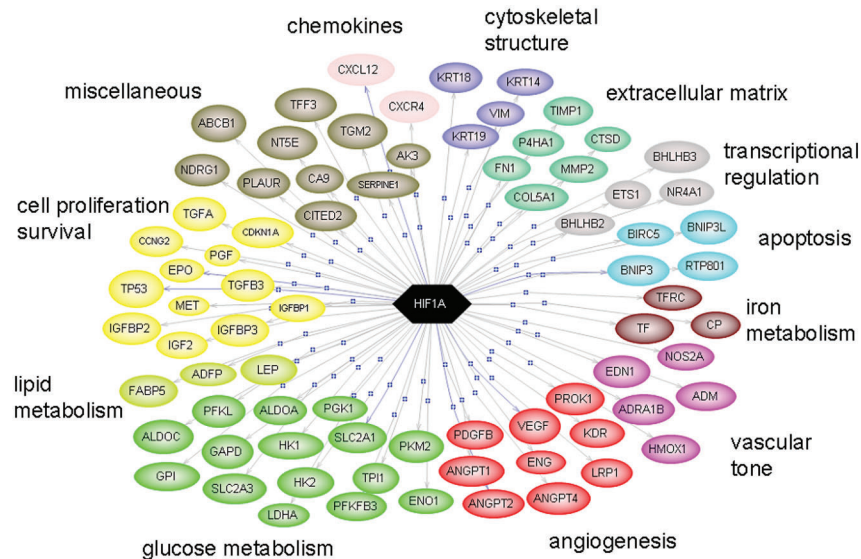 chemokines
CXCL12
CXCR4
cytoskeletal
structure
KRT18
KRT14
VIM
KRT19
miscellaneous
ABCB1
TFF3
NT5E
TGM2
NDRG1
PLAUR
CA9
AK3
SERPINE1
CITED2
extracellular matrix
TIMP1
P4HA1
CTSD
FN1
MMP2
COL5A1
transcriptional
regulation
BHLHB3
ETS1
NR4A1
BHLHB2
cell proliferation
survival
TGFA
CDKN1A
CCNG2
PGF
EPO
TP53
TGFB3
MET
IGFBP1
IGFBP2
IGFBP3
IGF2
apoptosis
BIRC5
BNIP3L
BNIP3
RTP801
HIF1A
iron
metabolism
TFRC
TF
CP
lipid
metabolism
ADFP
LEP
FABP5
vascular
tone
NOS2A
EDN1
ADM
ADRA1B
HMOX1
glucose metabolism
PFKL
ALDOA
PGK1
ALDOC
GAPD
HK1
SLC2A1
PKM2
GPI
SLC2A3
HK2
TPI1
LDHA
PFKFB3
ENO1
angiogenesis
PROK1
PDGFB
VEGF
KDR
ANGPT1
ENG
LRP1
ANGPT2
ANGPT4